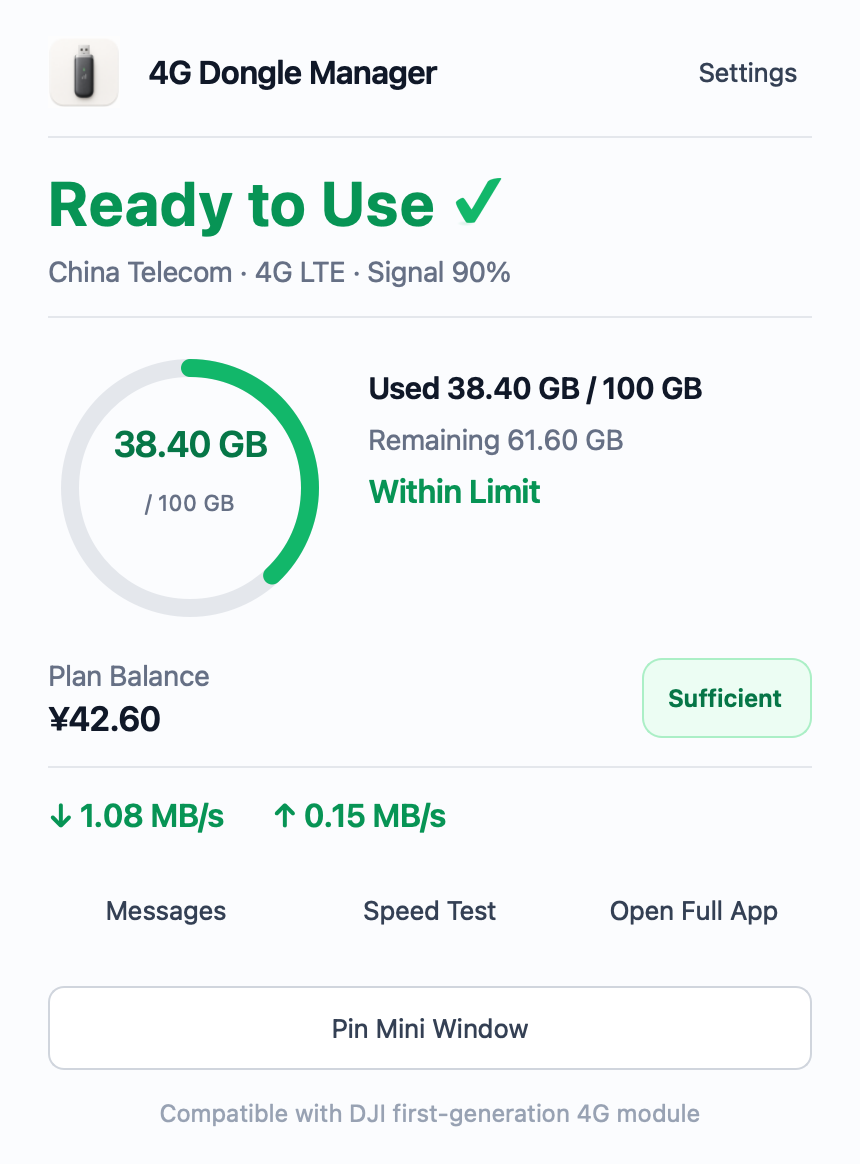 4G Dongle Manager
Settings
Ready to Use ✓
China Telecom · 4G LTE · Signal 90%
38.40 GB
/ 100 GB
Used 38.40 GB / 100 GB
Remaining 61.60 GB
Within Limit
Plan Balance
¥42.60
Sufficient
↓ 1.08 MB/s ↑ 0.15 MB/s
Messages
Speed Test
Open Full App
Pin Mini Window
Compatible with DJI first-generation 4G module